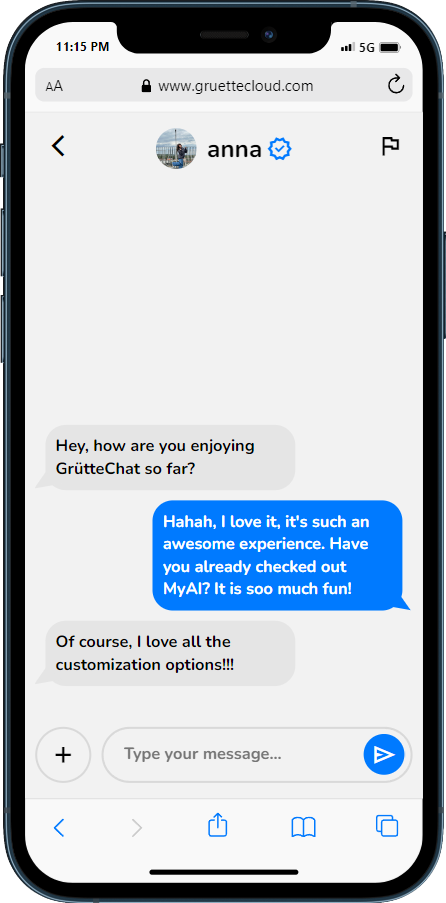 11:15 PM 5G
AA www.gruettecloud.com
anna
Hey, how are you enjoying
GrütteChat so far?
Hahah, I love it, it's such an
awesome experience. Have
you already checked out
MyAI? It is soo much fun!
Of course, I love all the
customization options!!!
Type your message...